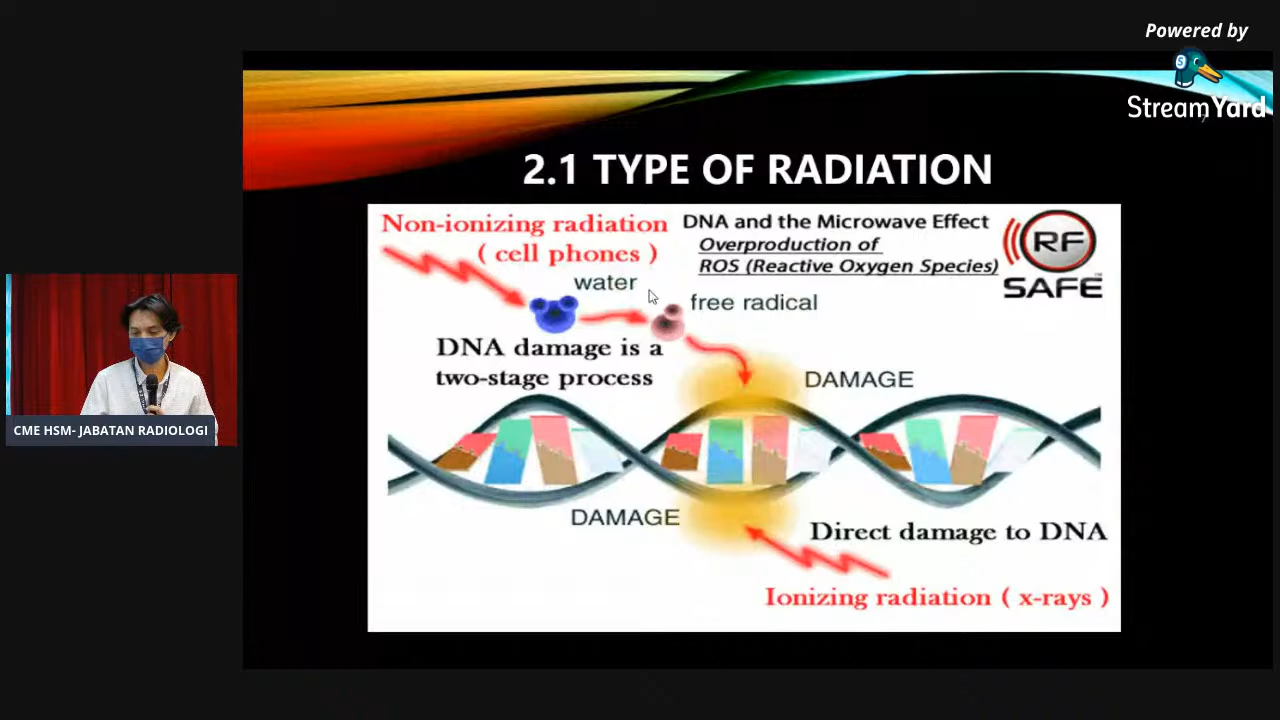 Powered by
StreamYard
2.1 TYPE OF RADIATION
Non-ionizing radiation
( cell phones )
DNA and the Microwave Effect
Overproduction of
ROS (Reactive Oxygen Species)
RF
SAFE™
water
free radical
DNA damage is a
two-stage process
DAMAGE
DAMAGE
Direct damage to DNA
Ionizing radiation ( x-rays )
CME HSM- JABATAN RADIOLOGI